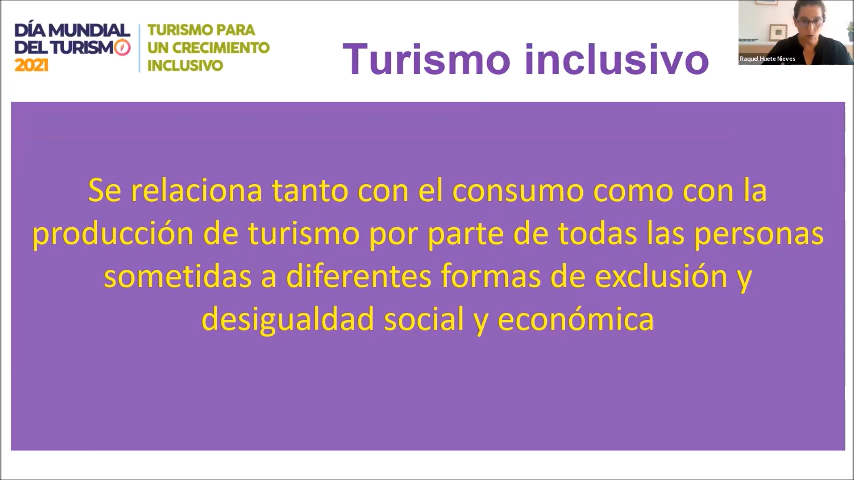 DÍA MUNDIAL
DEL TURISMO
2021
TURISMO PARA
UN CRECIMIENTO
INCLUSIVO
Turismo inclusivo
Raquel Huete Nieves
Se relaciona tanto con el consumo como con la
producción de turismo por parte de todas las personas
sometidas a diferentes formas de exclusión y
desigualdad social y económica